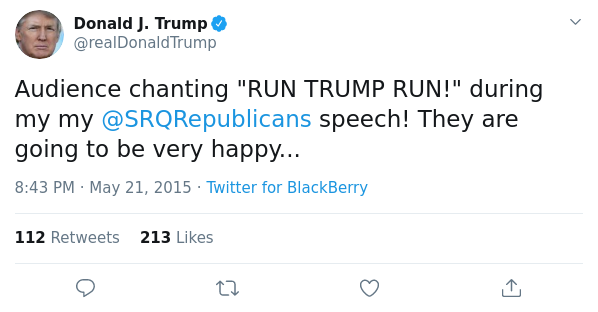 Donald J. Trump
@realDonaldTrump
Audience chanting "RUN TRUMP RUN!" during
my my @SRQRepublicans speech! They are
going to be very happy...
8:43 PM · May 21, 2015 · Twitter for BlackBerry
112 Retweets 213 Likes